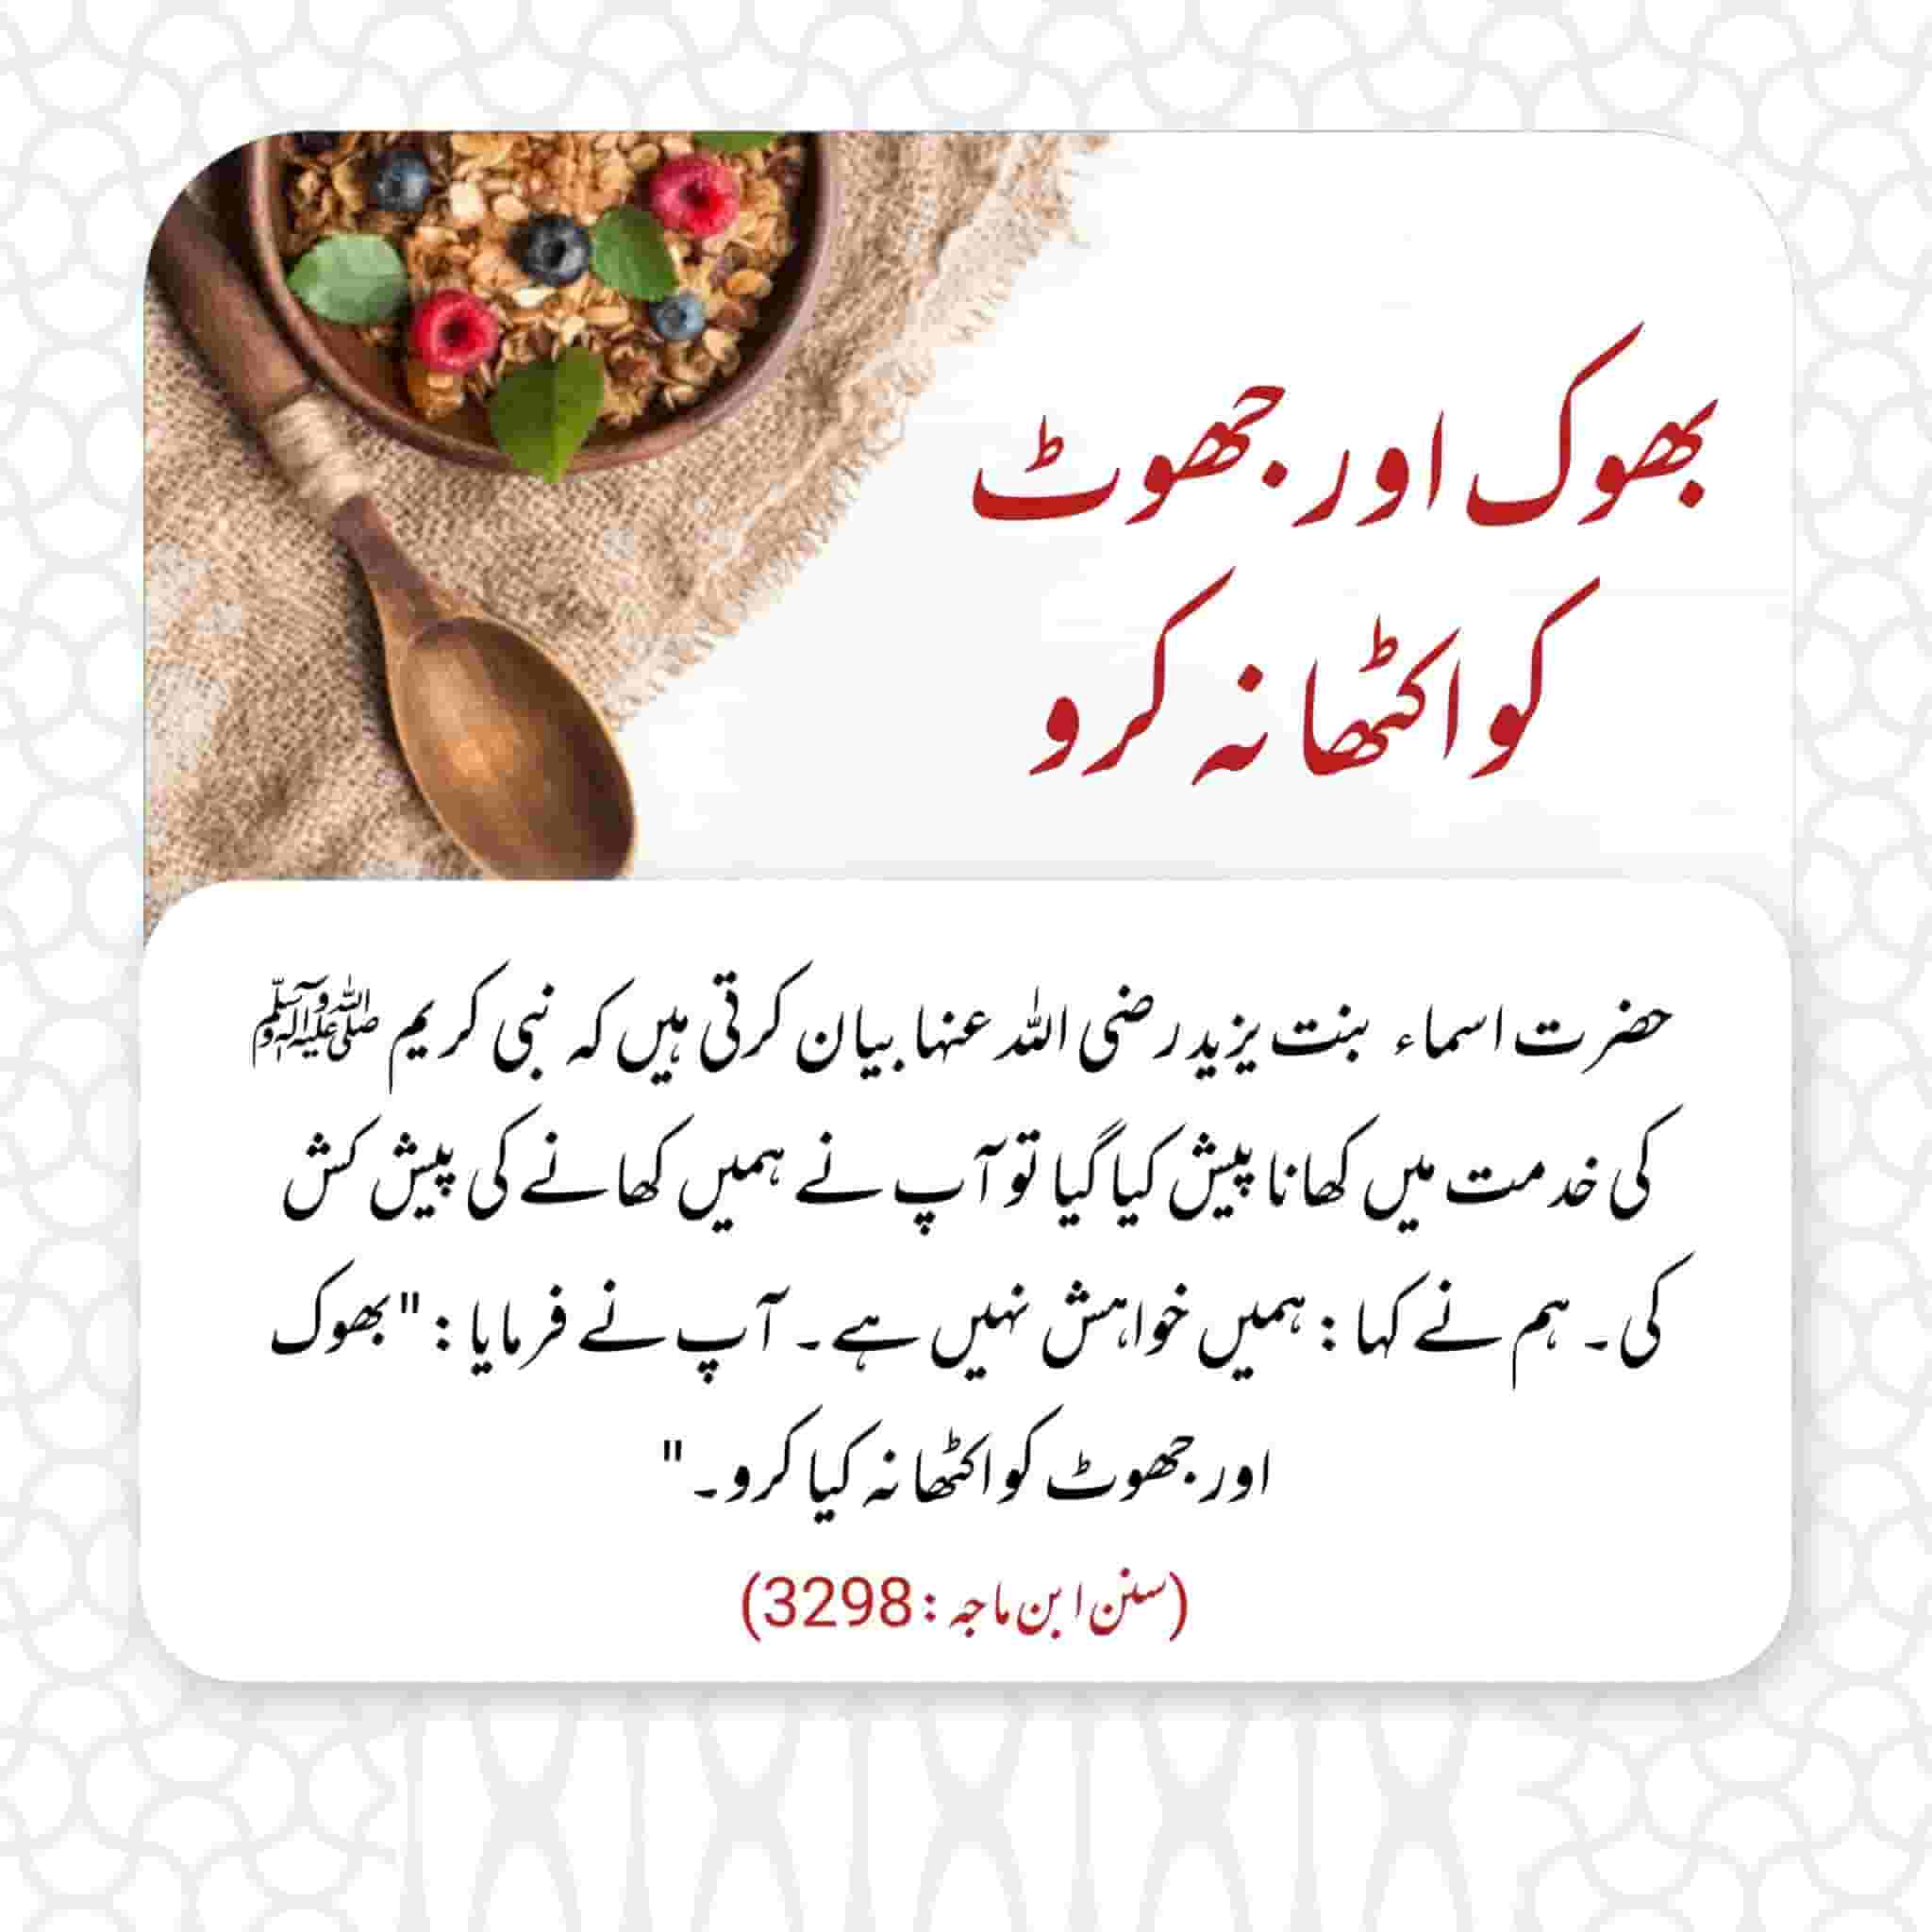 بھوک اور جھوٹ
کو اکٹھا نہ کرو
حضرت اسماء بنت یزید رضی اللہ عنہا بیان کرتی ہیں کہ نبی کریم ﷺ
کی خدمت میں کھانا پیش کیا گیا تو آپ نے ہمیں کھانے کی پیش کش
کی۔ ہم نے کہا : ہمیں خواہش نہیں ہے۔ آپ نے فرمایا : "بھوک
اور جھوٹ کو اکٹھا نہ کیا کرو۔"
(سنن ابن ماجہ : 3298)